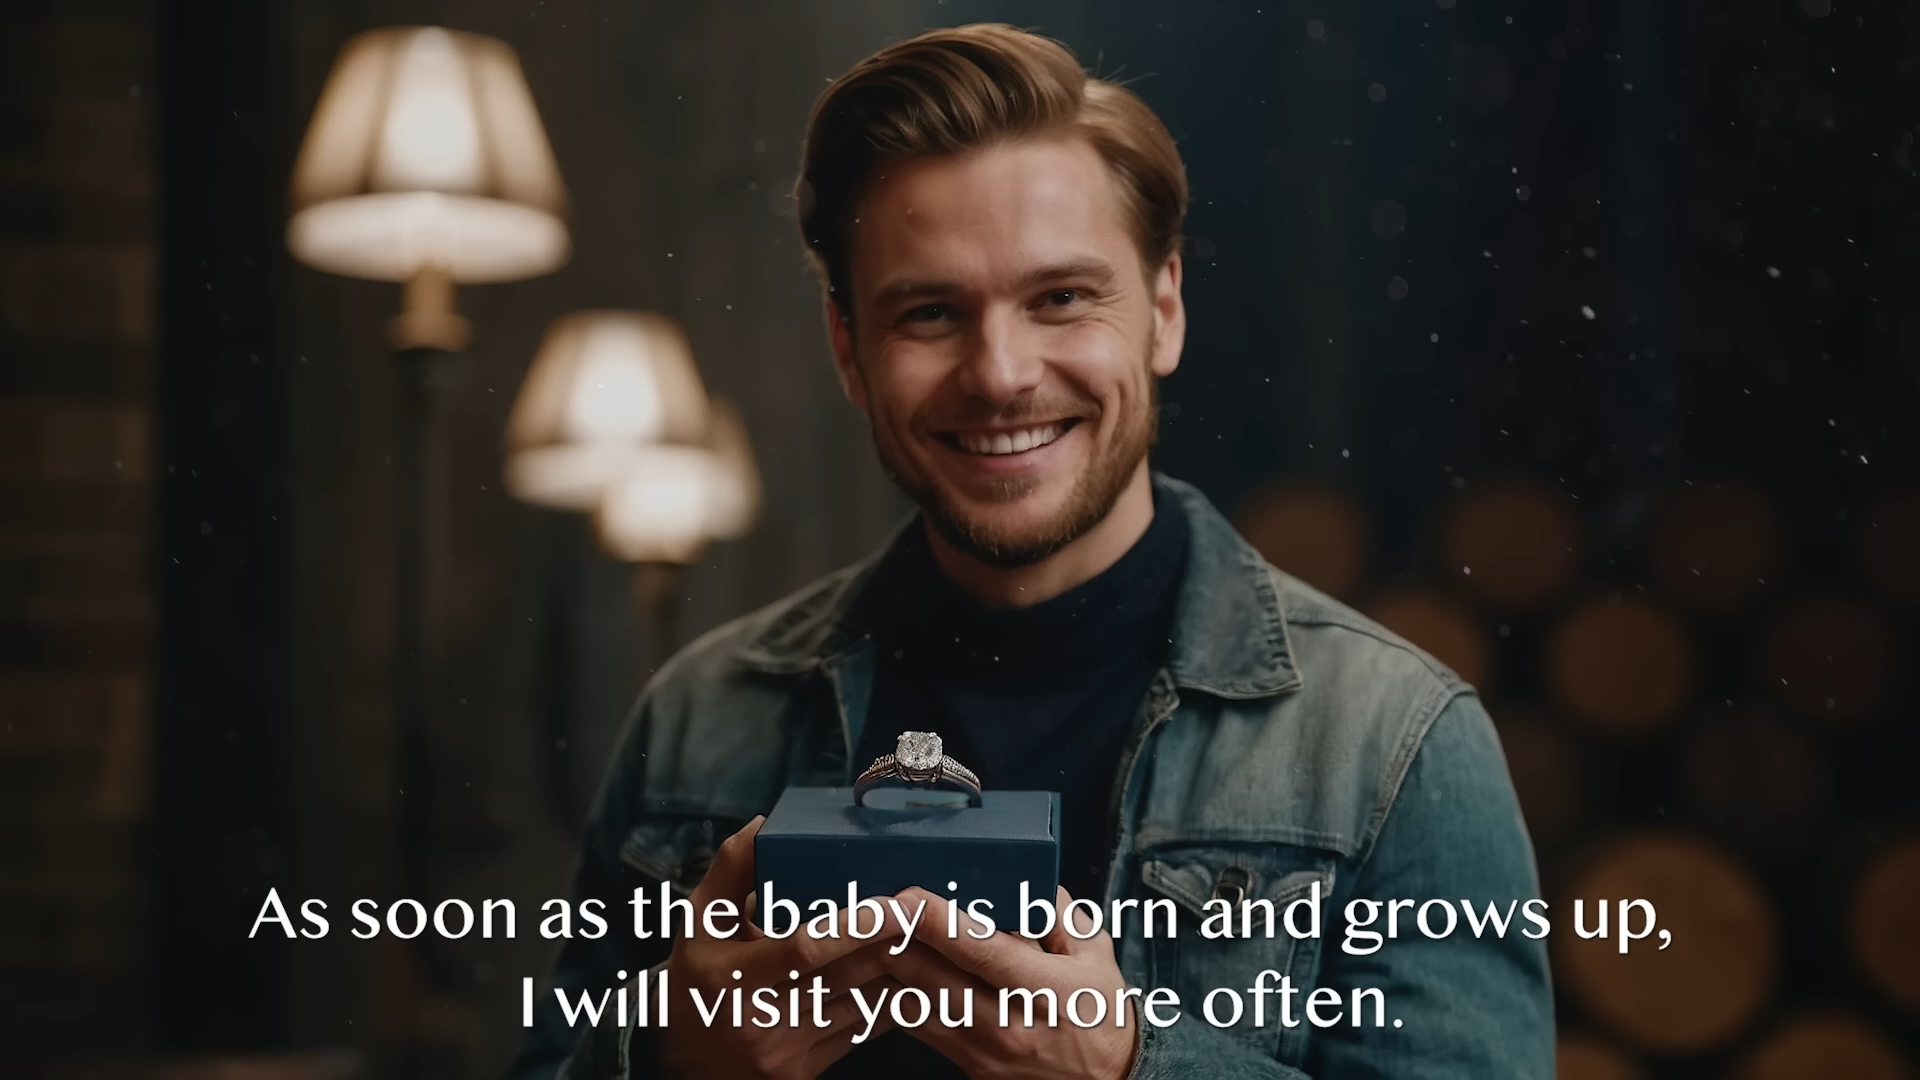 As soon as the baby is born and grows up,
I will visit you more often.